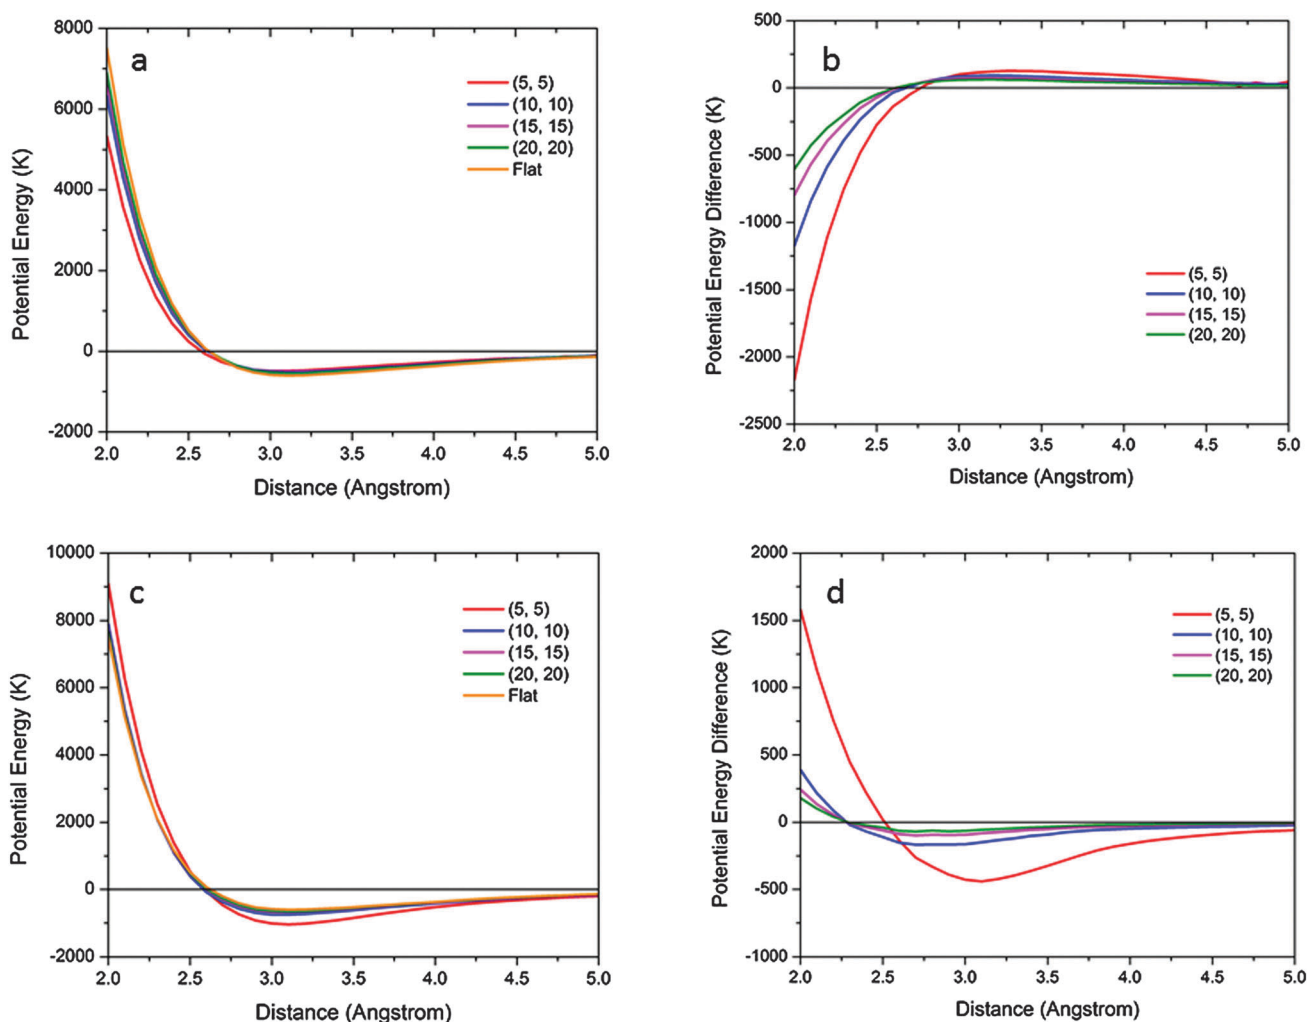 a
8000
6000
4000
2000
0
-2000
Potential Energy (K)
(5, 5)
(10, 10)
(15, 15)
(20, 20)
Flat
2.0 2.5 3.0 3.5 4.0 4.5 5.0
Distance (Angstrom)
b
500
0
-500
-1000
-1500
-2000
-2500
Potential Energy Difference (K)
(5, 5)
(10, 10)
(15, 15)
(20, 20)
2.0 2.5 3.0 3.5 4.0 4.5 5.0
Distance (Angstrom)
c
10000
8000
6000
4000
2000
0
-2000
Potential Energy (K)
(5, 5)
(10, 10)
(15, 15)
(20, 20)
Flat
2.0 2.5 3.0 3.5 4.0 4.5 5.0
Distance (Angstrom)
d
2000
1500
1000
500
0
-500
-1000
Potential Energy Difference (K)
(5, 5)
(10, 10)
(15, 15)
(20, 20)
2.0 2.5 3.0 3.5 4.0 4.5 5.0
Distance (Angstrom)